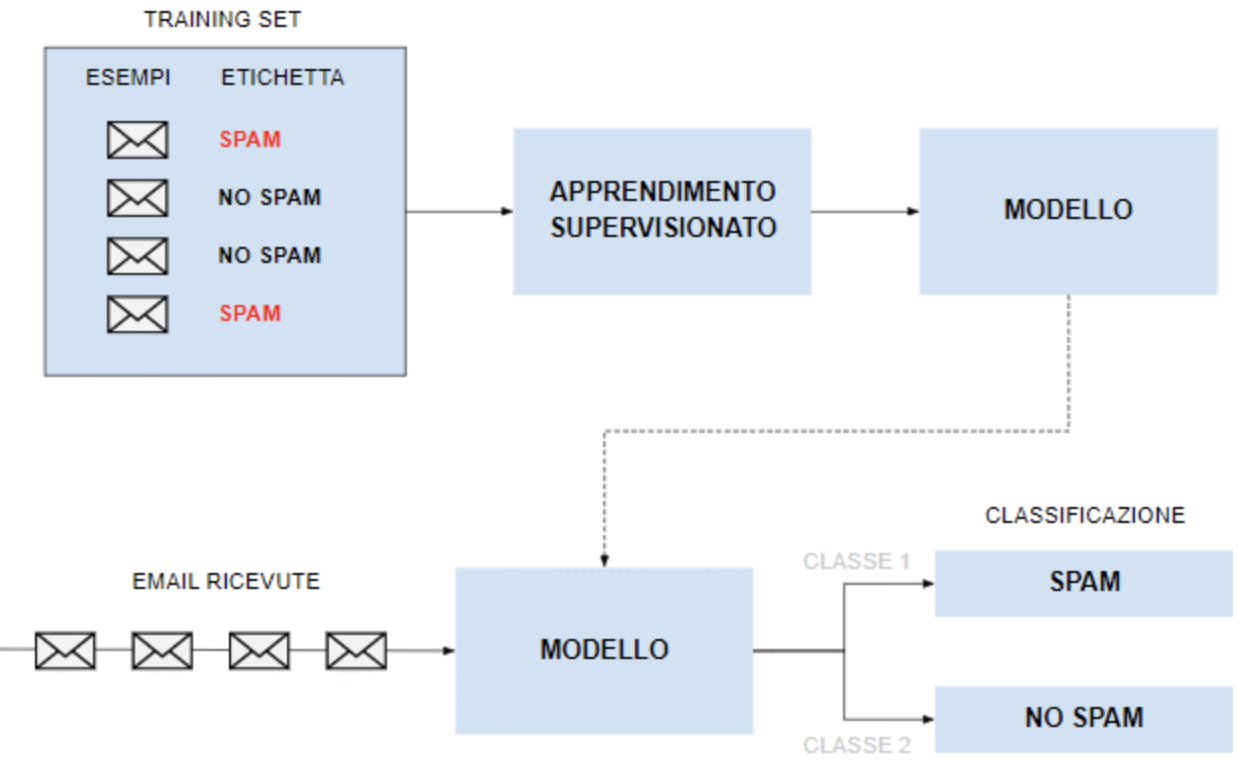 TRAINING SET
ESEMPI ETICHETTA
SPAM
NO SPAM
NO SPAM
SPAM
APPRENDIMENTO
SUPERVISIONATO
MODELLO
CLASSIFICAZIONE
EMAIL RICEVUTE
MODELLO
CLASSE 1
SPAM
CLASSE 2
NO SPAM